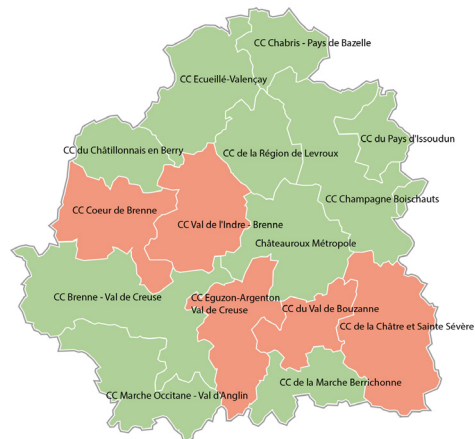 CC Chabris - Pays de Bazelle
CC Ecueillé-Valençay
CC du Pays d'Issoudun
CC du Châtillonnais en Berry
CC de la Région de Levroux
CC Champagne Boischauts
CC Coeur de Brenne
CC Val de l'Indre - Brenne
Châteauroux Métropole
CC Brenne - Val de Creuse
CC Eguzon-Argenton
Val de Creuse
CC du Val de Bouzanne
CC de la Châtre et Sainte Sévère
CC de la Marche Berrichonne
CC Marche Occitane - Val d'Anglin